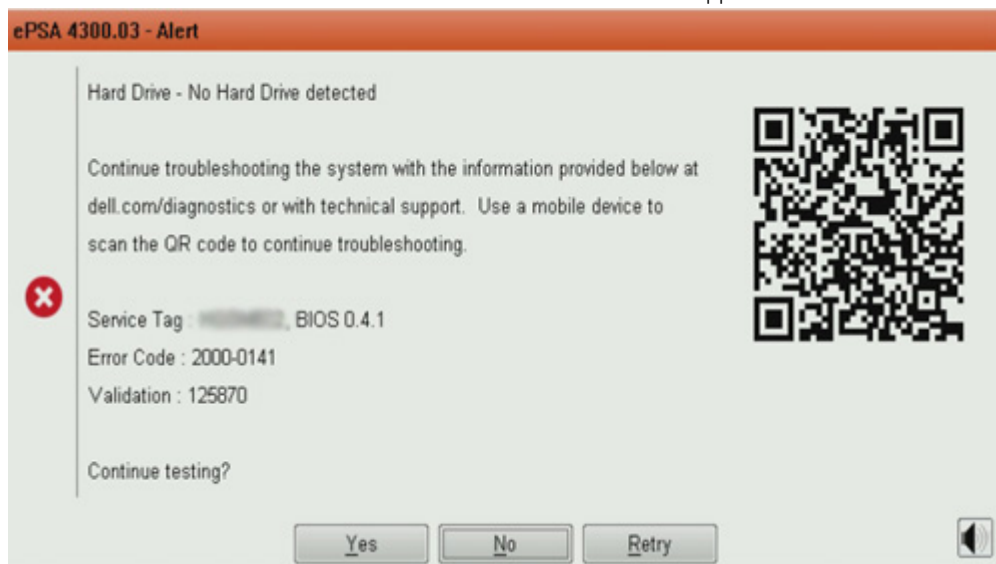 ePSA 4300.03 - Alert
Hard Drive - No Hard Drive detected
Continue troubleshooting the system with the information provided below at
dell.com/diagnostics or with technical support. Use a mobile device to
scan the QR code to continue troubleshooting.
Service Tag : , BIOS 0.4.1
Error Code : 2000-0141
Validation : 125870
Continue testing?
Yes
No
Retry